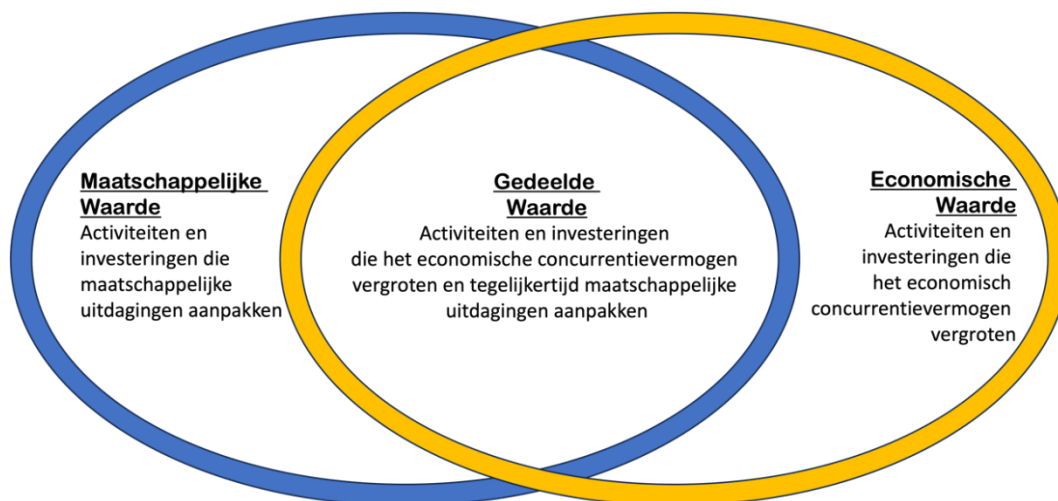 Maatschappelijke
Waarde
Activiteiten en
investeringen die
maatschappelijke
uitdagingen aanpakken
Gedeelde
Waarde
Activiteiten en investeringen
die het economische concurrentievermogen
vergroten en tegelijkertijd maatschappelijke
uitdagingen aanpakken
Economische
Waarde
Activiteiten en
investeringen die
het economisch
concurrentievermogen
vergroten